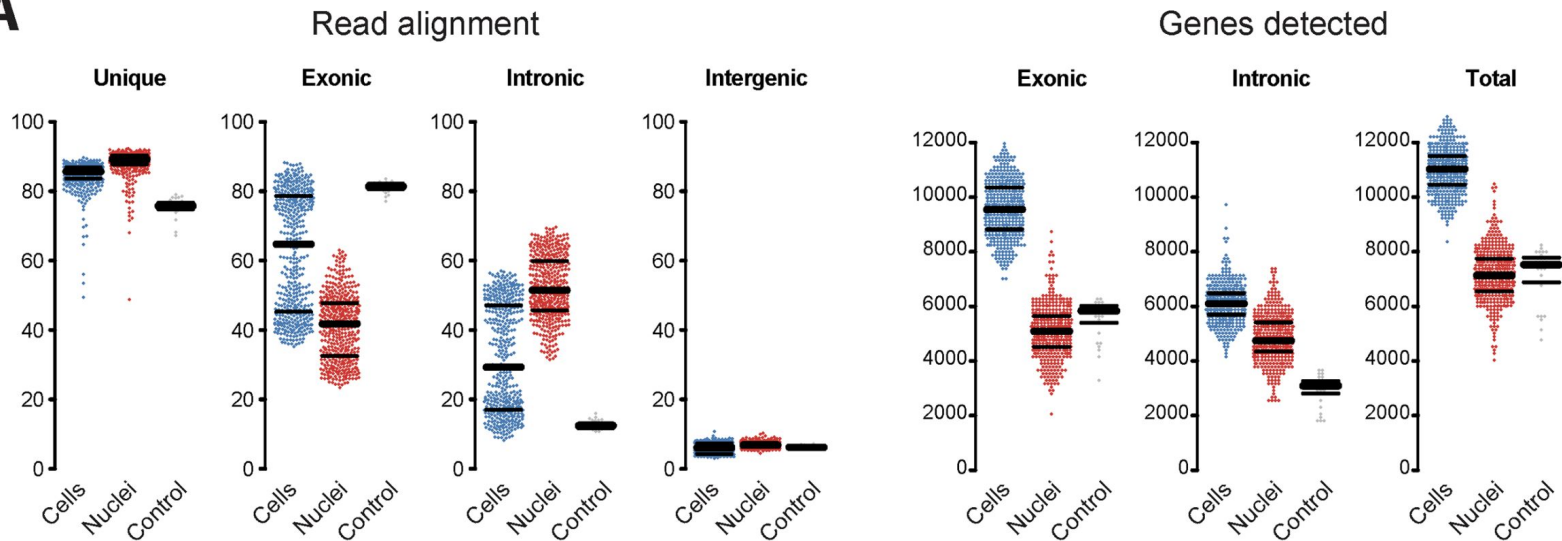 A
Read alignment
Genes detected
Unique
Exonic
Intronic
Intergenic
Exonic
Intronic
Total
100
80
60
40
20
0
100
80
60
40
20
0
100
80
60
40
20
0
100
80
60
40
20
0
12000
10000
8000
6000
4000
2000
0
12000
10000
8000
6000
4000
2000
0
12000
10000
8000
6000
4000
2000
0
Cells
Nuclei
Control
Cells
Nuclei
Control
Cells
Nuclei
Control
Cells
Nuclei
Control
Cells
Nuclei
Control
Cells
Nuclei
Control
Cells
Nuclei
Control